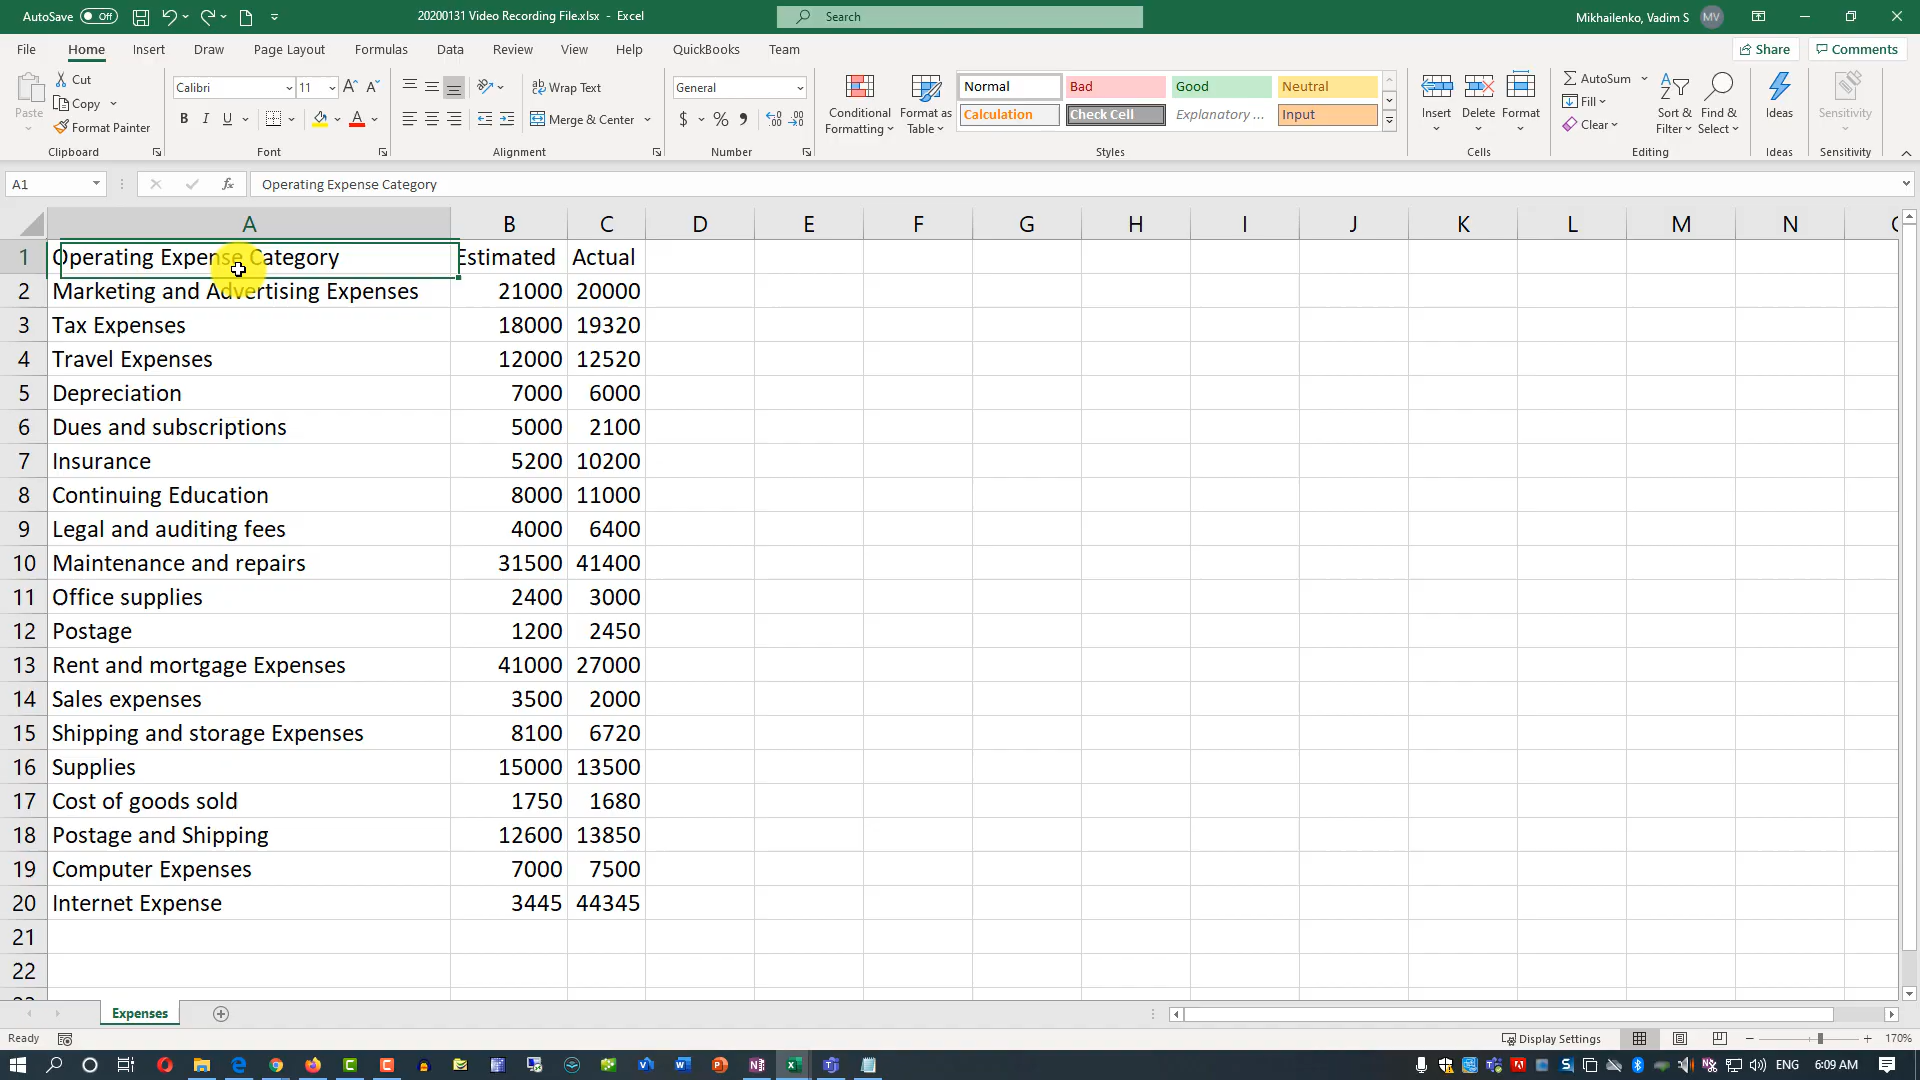 AutoSave Off 20200131 Video Recording File.xlsx - Excel Search Mikhailenko, Vadim S MV
File Home Insert Draw Page Layout Formulas Data Review View Help QuickBooks Team Share Comments
Paste Cut Copy Format Painter Clipboard
Calibri 11 A A B I U A Font
Wrap Text Merge & Center Alignment
General $ % Number
Conditional Formatting Format as Table Normal Bad Good Neutral Calculation Check Cell Explanatory ... Input Styles
Insert Delete Format Cells
AutoSum Fill Clear Sort & Filter Find & Select Editing
Ideas Ideas Sensitivity Sensitivity
A1 fx Operating Expense Category
A B C D E F G H I J K L M N
1 Operating Expense Category Estimated Actual
2 Marketing and Advertising Expenses 21000 20000
3 Tax Expenses 18000 19320
4 Travel Expenses 12000 12520
5 Depreciation 7000 6000
6 Dues and subscriptions 5000 2100
7 Insurance 5200 10200
8 Continuing Education 8000 11000
9 Legal and auditing fees 4000 6400
10 Maintenance and repairs 31500 41400
11 Office supplies 2400 3000
12 Postage 1200 2450
13 Rent and mortgage Expenses 41000 27000
14 Sales expenses 3500 2000
15 Shipping and storage Expenses 8100 6720
16 Supplies 15000 13500
17 Cost of goods sold 1750 1680
18 Postage and Shipping 12600 13850
19 Computer Expenses 7000 7500
20 Internet Expense 3445 44345
21
22
Expenses
Ready Display Settings 170%
ENG 6:09 AM